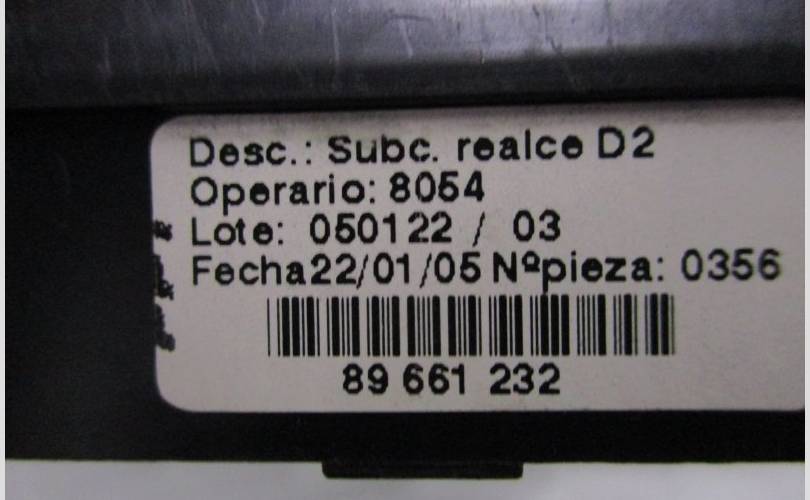 Desc.: Subc. realce D2
Operario: 8054
Lote: 050122 / 03
Fecha22/01/05 Nºpieza: 0356
89 661 232